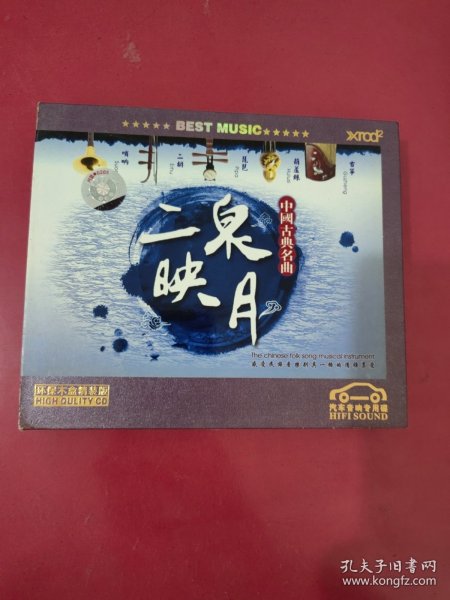 ★★★★★ BEST MUSIC ★★★★★
xrcd2
唢呐
二胡
琵琶
葫芦丝
古筝
Guzheng
二泉映月
中國古典名曲
The chinese folk song musical instrument
环保木盒精装版
HIGH QULITY CD
汽车音响专用碟
HIFI SOUND
孔夫子旧书网
www.kongfz.com